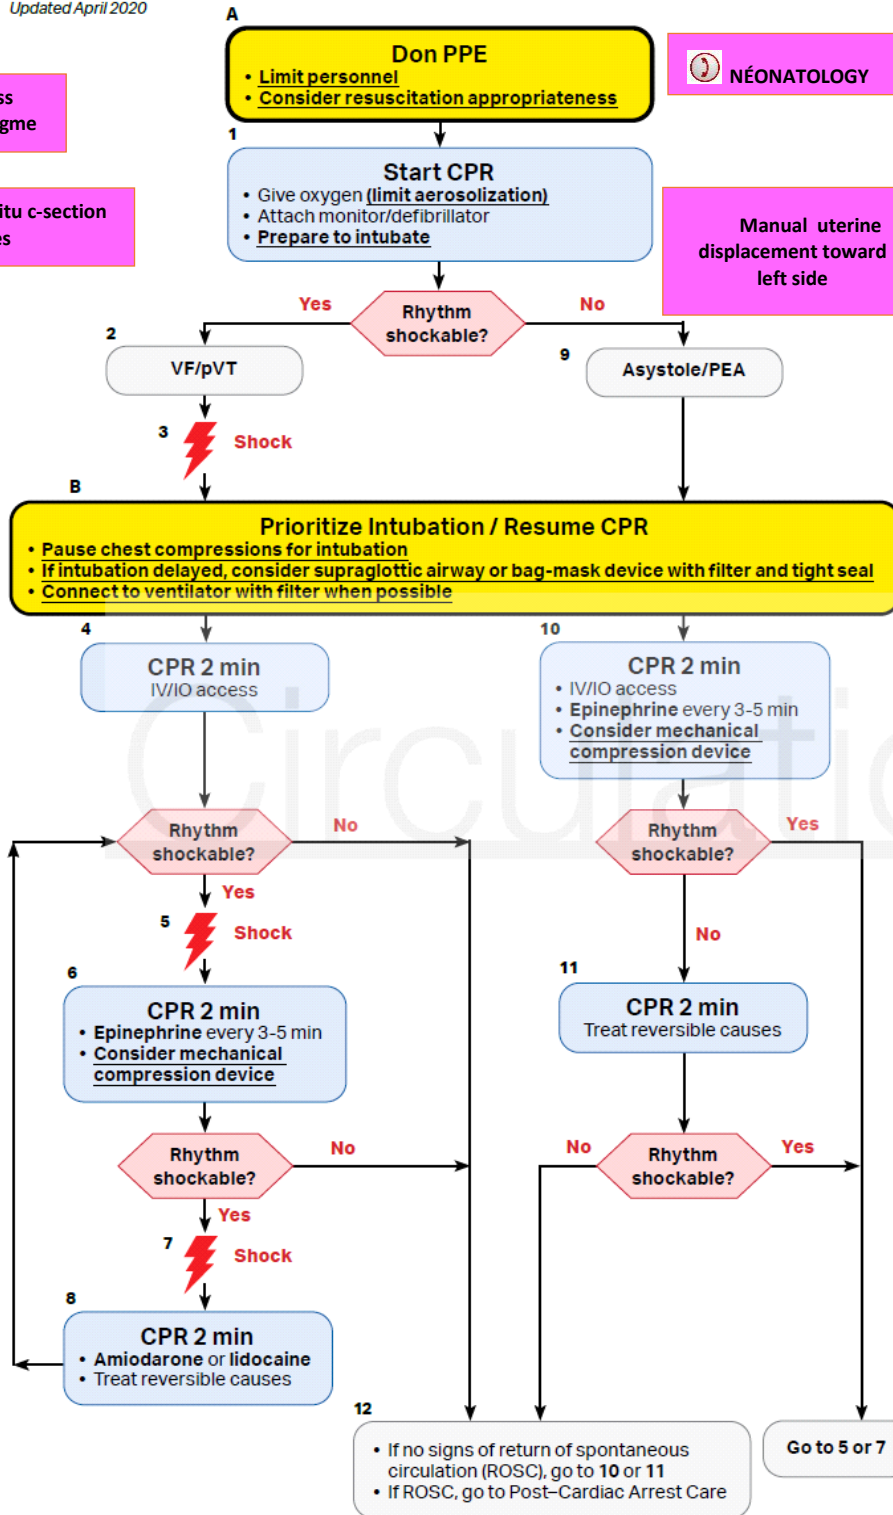 Updated April 2020
A
Don PPE
• Limit personnel
• Consider resuscitation appropriateness
NÉONATOLOGY
1
Start CPR
• Give oxygen (limit aerosolization)
• Attach monitor/defibrillator
• Prepare to intubate
c-section
Manual uterine
displacement toward
left side
Yes
Rhythm
shockable?
No
2
VF/pVT
9
Asystole/PEA
3
Shock
B
Prioritize Intubation / Resume CPR
• Pause chest compressions for intubation
• If intubation delayed, consider supraglottic airway or bag-mask device with filter and tight seal
• Connect to ventilator with filter when possible
4
CPR 2 min
IV/IO access
10
CPR 2 min
• IV/IO access
• Epinephrine every 3-5 min
• Consider mechanical
compression device
Rhythm
shockable?
No
Yes
Rhythm
shockable?
Yes
No
5
Shock
6
CPR 2 min
• Epinephrine every 3-5 min
• Consider mechanical
compression device
11
CPR 2 min
Treat reversible causes
Rhythm
shockable?
No
Yes
No
Rhythm
shockable?
Yes
7
Shock
8
CPR 2 min
• Amiodarone or lidocaine
• Treat reversible causes
12
• If no signs of return of spontaneous
circulation (ROSC), go to 10 or 11
• If ROSC, go to Post–Cardiac Arrest Care
Go to 5 or 7